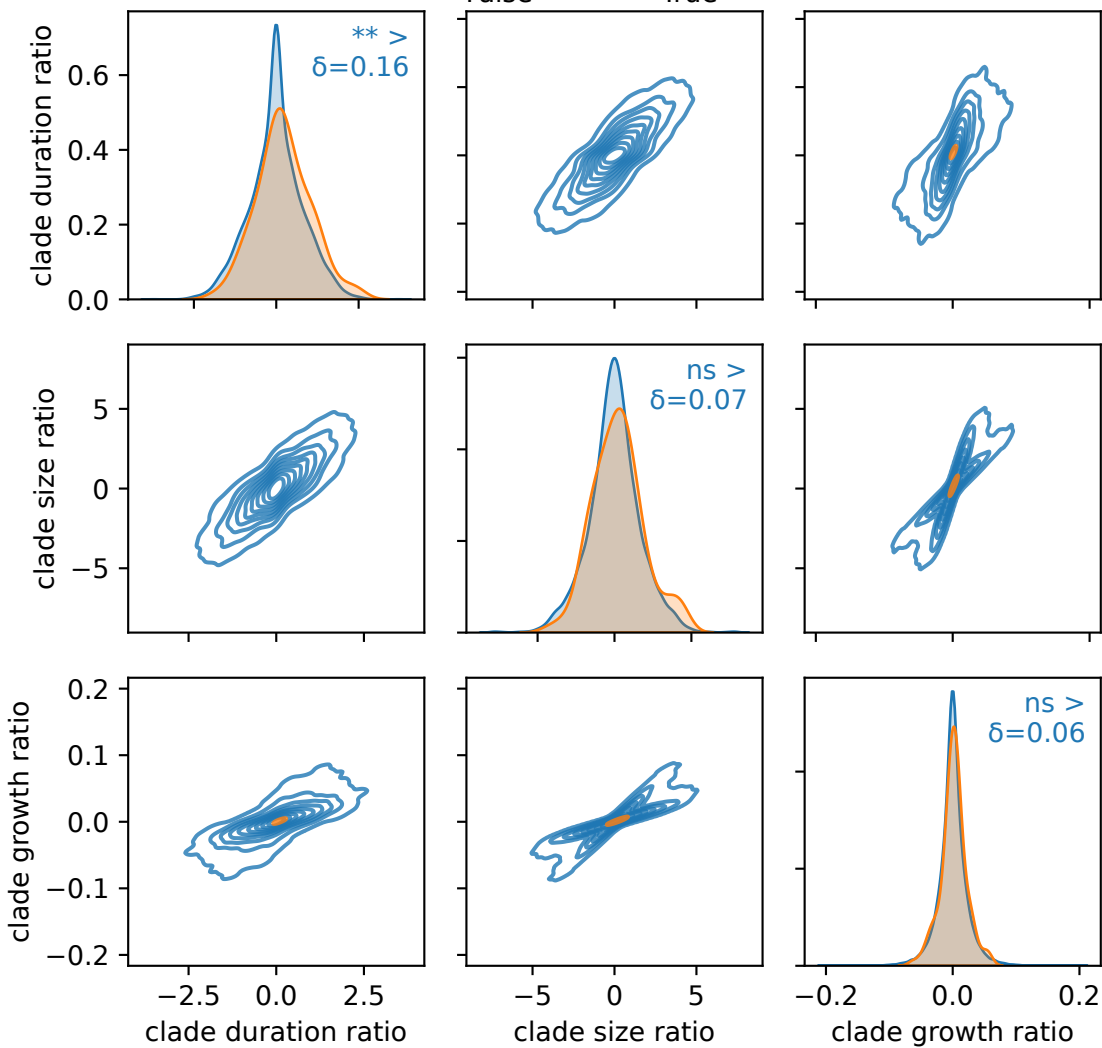 clade duration ratio
0.6
0.4
0.2
0.0
** >
δ=0.16
clade size ratio
5
0
−5
ns >
δ=0.07
clade growth ratio
0.2
0.1
0.0
−0.1
−0.2
ns >
δ=0.06
−2.5 0.0 2.5
−5 0 5
−0.2 0.0 0.2
clade duration ratio
clade size ratio
clade growth ratio